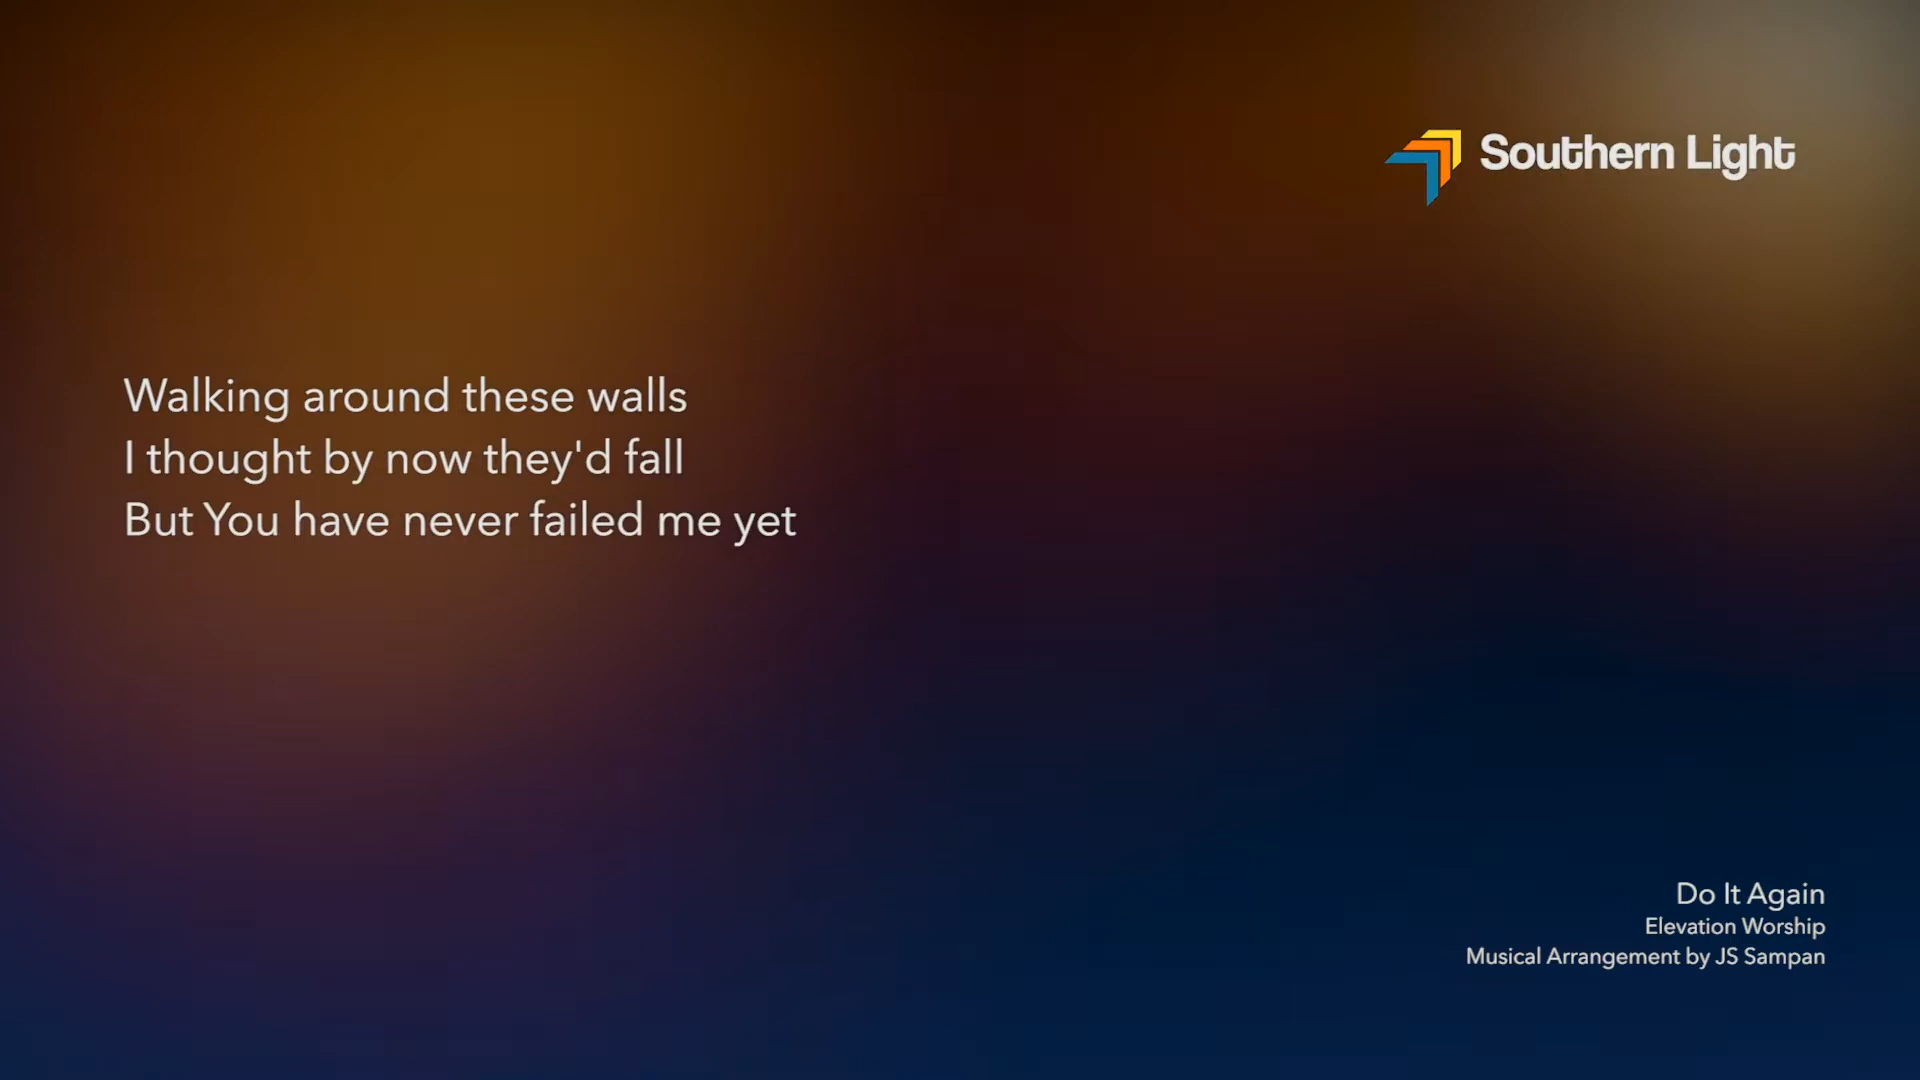 Southern Light
Walking around these walls
I thought by now they'd fall
But You have never failed me yet
Do It Again
Elevation Worship
Musical Arrangement by JS Sampan